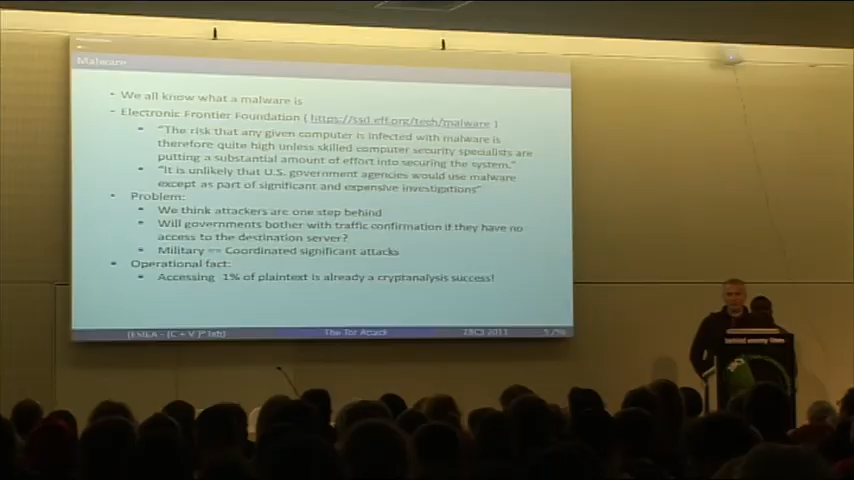 Malware
- We all know what a malware is
- Electronic Frontier Foundation ( https://ssd.eff.org/tech/malware )
• "The risk that any given computer is infected with malware is
therefore quite high unless skilled computer security specialists are
putting a substantial amount of effort into securing the system."
• "It is unlikely that U.S. government agencies would use malware
except as part of significant and expensive investigations"
• Problem:
• We think attackers are one step behind
• Will governments bother with traffic confirmation if they have no
access to the destination server?
• Military == Coordinated significant attacks
• Operational fact:
• Accessing 1% of plaintext is already a cryptanalysis success!
(ESIEA - (C + V)^O lab) The Tor Attack 28C3 2011
behind enemy lines